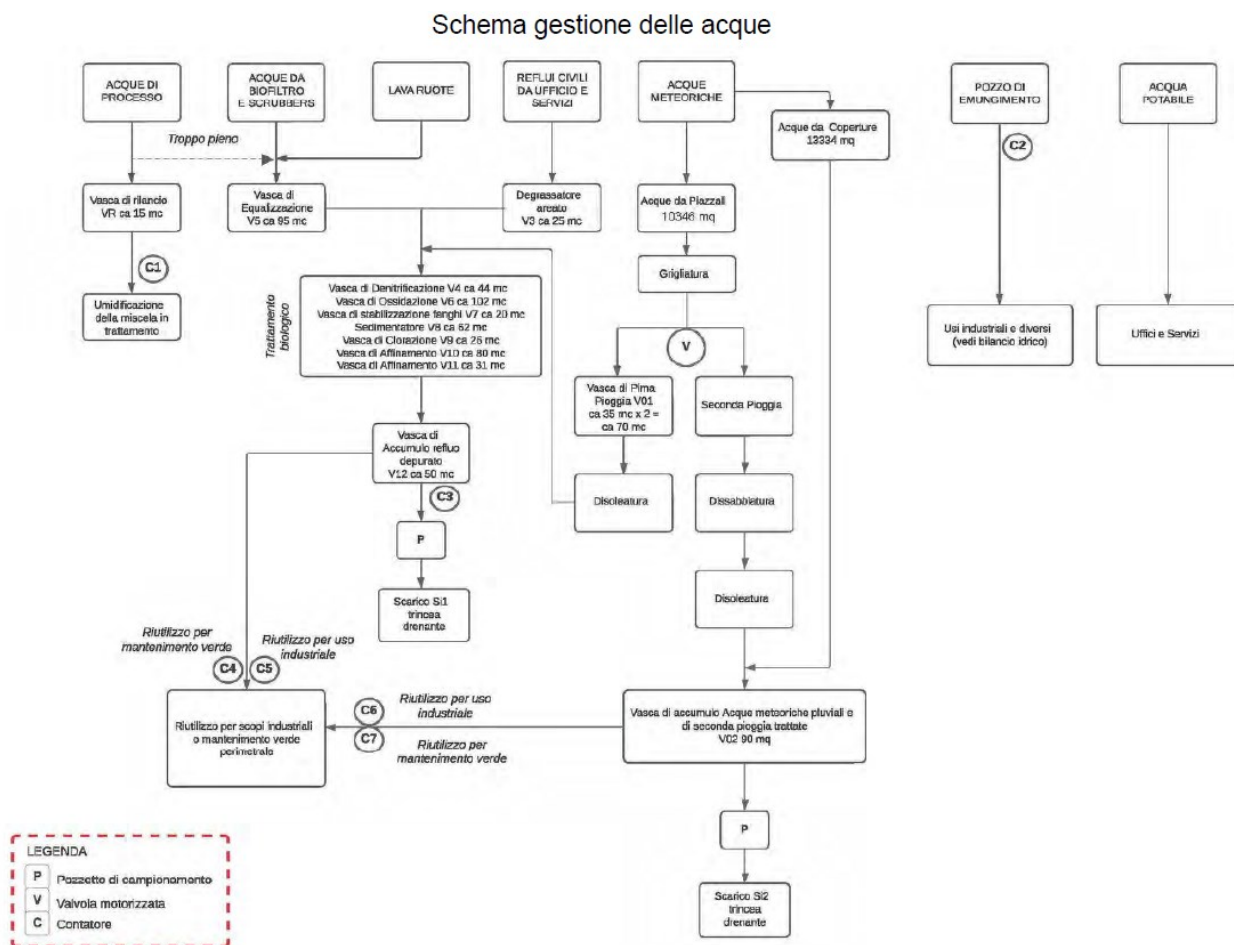 Schema gestione delle acque
ACQUE DI
PROCESSO
ACQUE DA
BIOFILTRO
E SCRUBBERS
LAVA RUOTE
REFLUI CIVILI
DA UFFICIO E
SERVIZI
ACQUE
METEORICHE
POZZO DI
EMUNGIMENTO
ACQUA
POTABILE
Acque da Coperture
13334 mq
Troppo pieno
C2
Vasca di rilancio
VR ca 15 mc
Vasca di
Equalizzazione
V5 ca 95 mc
Degrassatore
areato
V3 ca 25 mc
Acque da Piazzali
10346 mq
C1
Grigliatura
Umidificazione
della miscela in
trattamento
Trattamento
biologico
Vasca di Denitrificazione V4 ca 44 mc
Vasca di Ossidazione V6 ca 102 mc
Vasca di stabilizzazione fanghi V7 ca 20 mc
Sedimentatore V8 ca 62 mc
Vasca di Clorazione V9 ca 26 mc
Vasca di Affinamento V10 ca 80 mc
Vasca di Affinamento V11 ca 31 mc
V
Usi industriali e diversi
(vedi bilancio idrico)
Uffici e Servizi
Vasca di Pima
Pioggia V01
ca 35 mc x 2 =
ca 70 mc
Seconda Pioggia
Vasca di
Accumulo refluo
depurato
V12 ca 50 mc
C3
Disoleatura
Dissabbiatura
P
Scarico Si1
trincea
drenante
Disoleatura
Riutilizzo per
mantenimento verde
Riutilizzo per uso
industriale
C4
C5
Riutilizzo per scopi industriali
o mantenimento verde
perimetrale
C6
Riutilizzo per uso
industriale
C7
Riutilizzo per
mantenimento verde
Vasca di accumulo Acque meteoriche pluviali e
di seconda pioggia trattate
V02 90 mq
P
Scarico Si2
trincea
drenante
LEGENDA
P Pozzetto di campionamento
V Valvola motorizzata
C Contatore